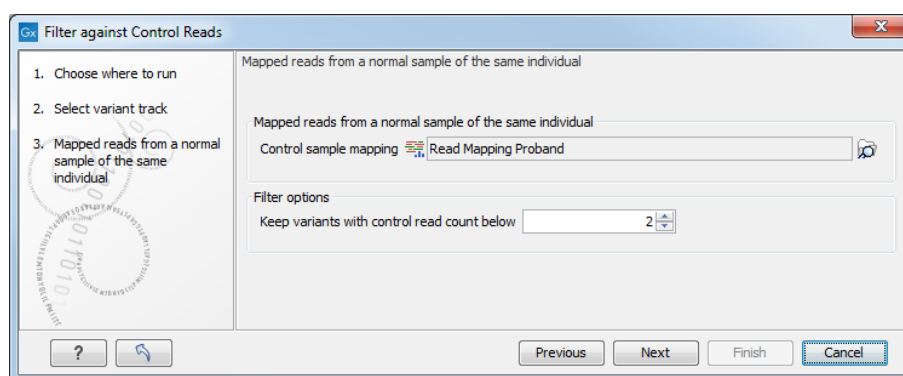 Gx Filter against Control Reads
1. Choose where to run
2. Select variant track
3. Mapped reads from a normal
sample of the same
individual
Mapped reads from a normal sample of the same individual
Mapped reads from a normal sample of the same individual
Control sample mapping Read Mapping Proband
Filter options
Keep variants with control read count below 2
? Previous Next Finish Cancel